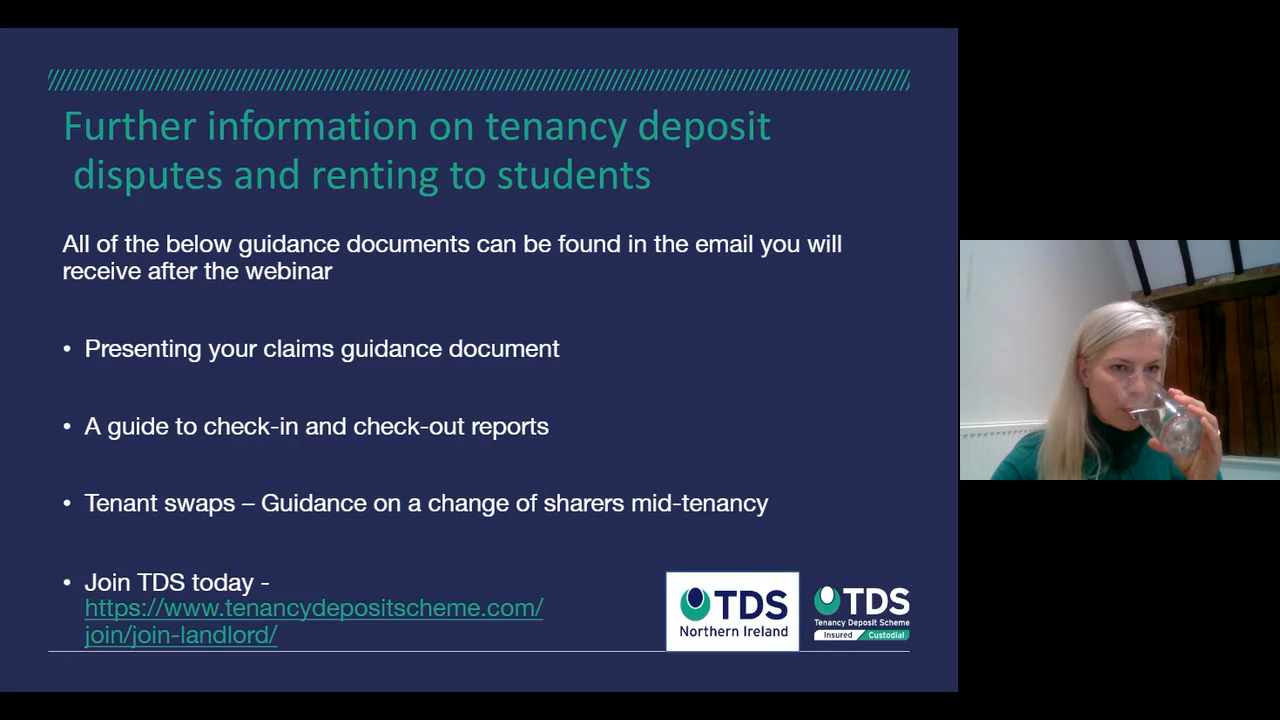 Further information on tenancy deposit
disputes and renting to students
All of the below guidance documents can be found in the email you will
receive after the webinar
• Presenting your claims guidance document
• A guide to check-in and check-out reports
• Tenant swaps – Guidance on a change of sharers mid-tenancy
• Join TDS today -
https://www.tenancydepositscheme.com/
join/join-landlord/
TDS
Northern Ireland
TDS
Tenancy Deposit Scheme
Insured Custodial